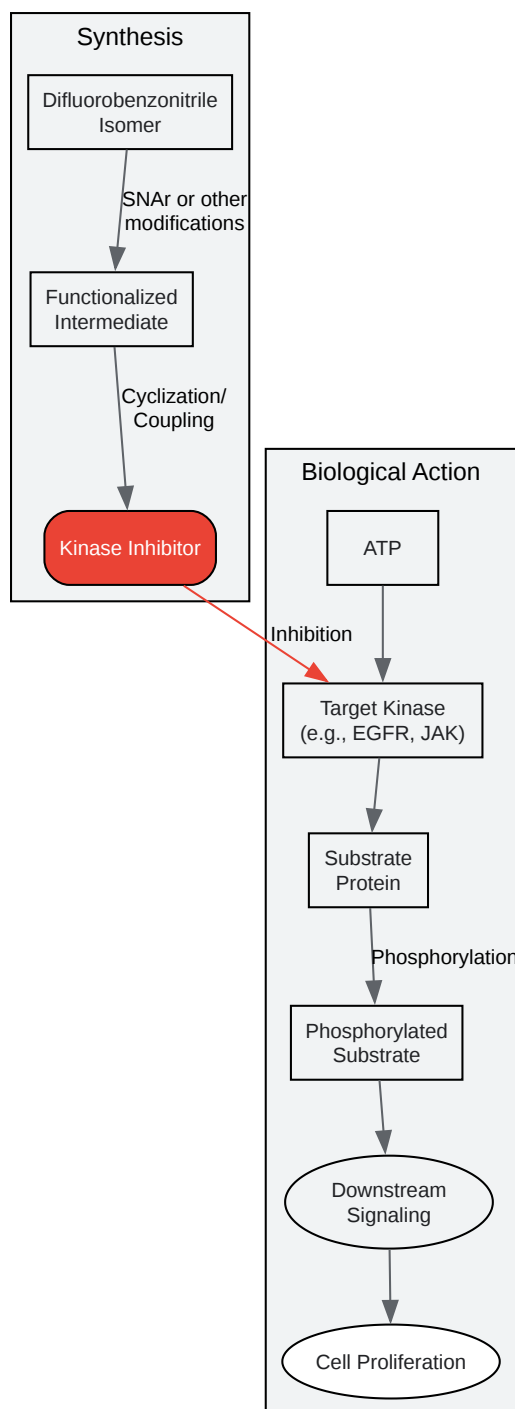 Synthesis
Difluorobenzonitrile
Isomer
SNAr or other
modifications
Functionalized
Intermediate
Cyclization/
Coupling
Kinase Inhibitor
Inhibition
Biological Action
ATP
Target Kinase
(e.g., EGFR, JAK)
Substrate
Protein
Phosphorylation
Phosphorylated
Substrate
Downstream
Signaling
Cell Proliferation